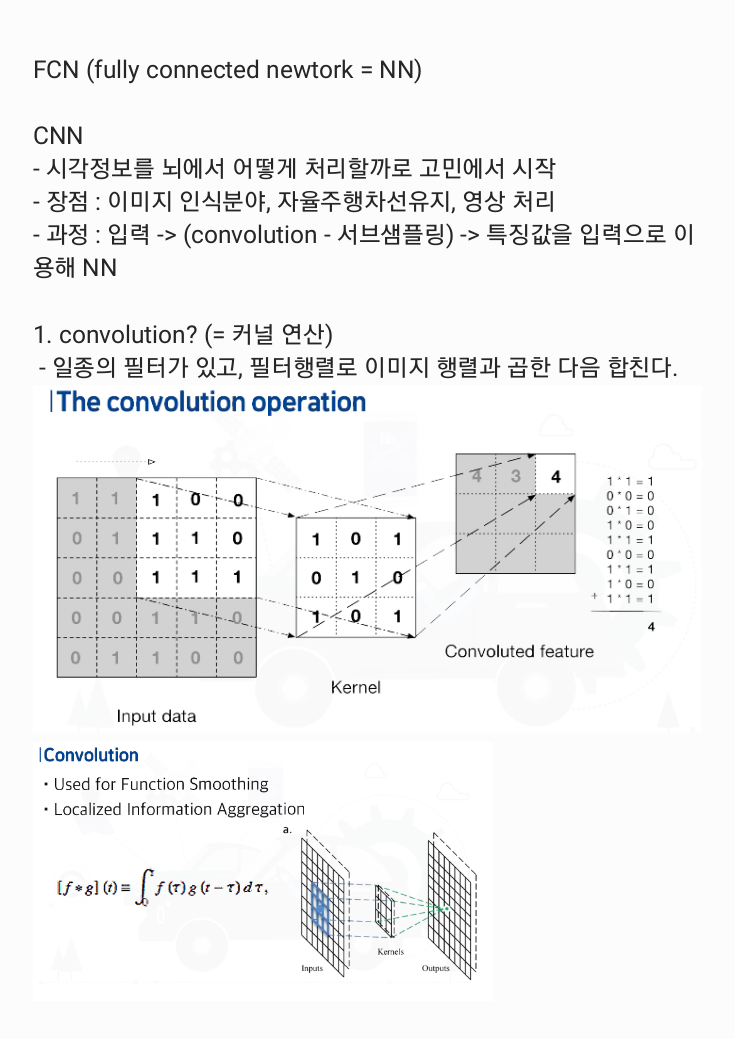 FCN (fully connected newtork = NN)
CNN
- 시각정보를 뇌에서 어떻게 처리할까로 고민에서 시작
- 장점 : 이미지 인식분야, 자율주행차선유지, 영상 처리
- 과정 : 입력 -> (convolution - 서브샘플링) -> 특징값을 입력으로 이
용해 NN
1. convolution? (= 커널 연산)
- 일종의 필터가 있고, 필터행렬로 이미지 행렬과 곱한 다음 합친다.
|The convolution operation
1 1 1 0 0
0 1 1 1 0
0 0 1 1 1
0 0 1 1 0
0 1 1 0 0
Input data
1 0 1
0 1 0
1 0 1
Kernel
4 3 4
Convoluted feature
1 * 1 = 1
0 * 0 = 0
0 * 1 = 0
1 * 0 = 0
1 * 1 = 1
0 * 0 = 0
1 * 1 = 1
1 * 0 = 0
+ 1 * 1 = 1
4
|Convolution
· Used for Function Smoothing
· Localized Information Aggregation
[f * g] (t) ≡ ∫₀ᵗ f (τ) g (t − τ) d τ,
a.
Inputs
Kernels
Outputs